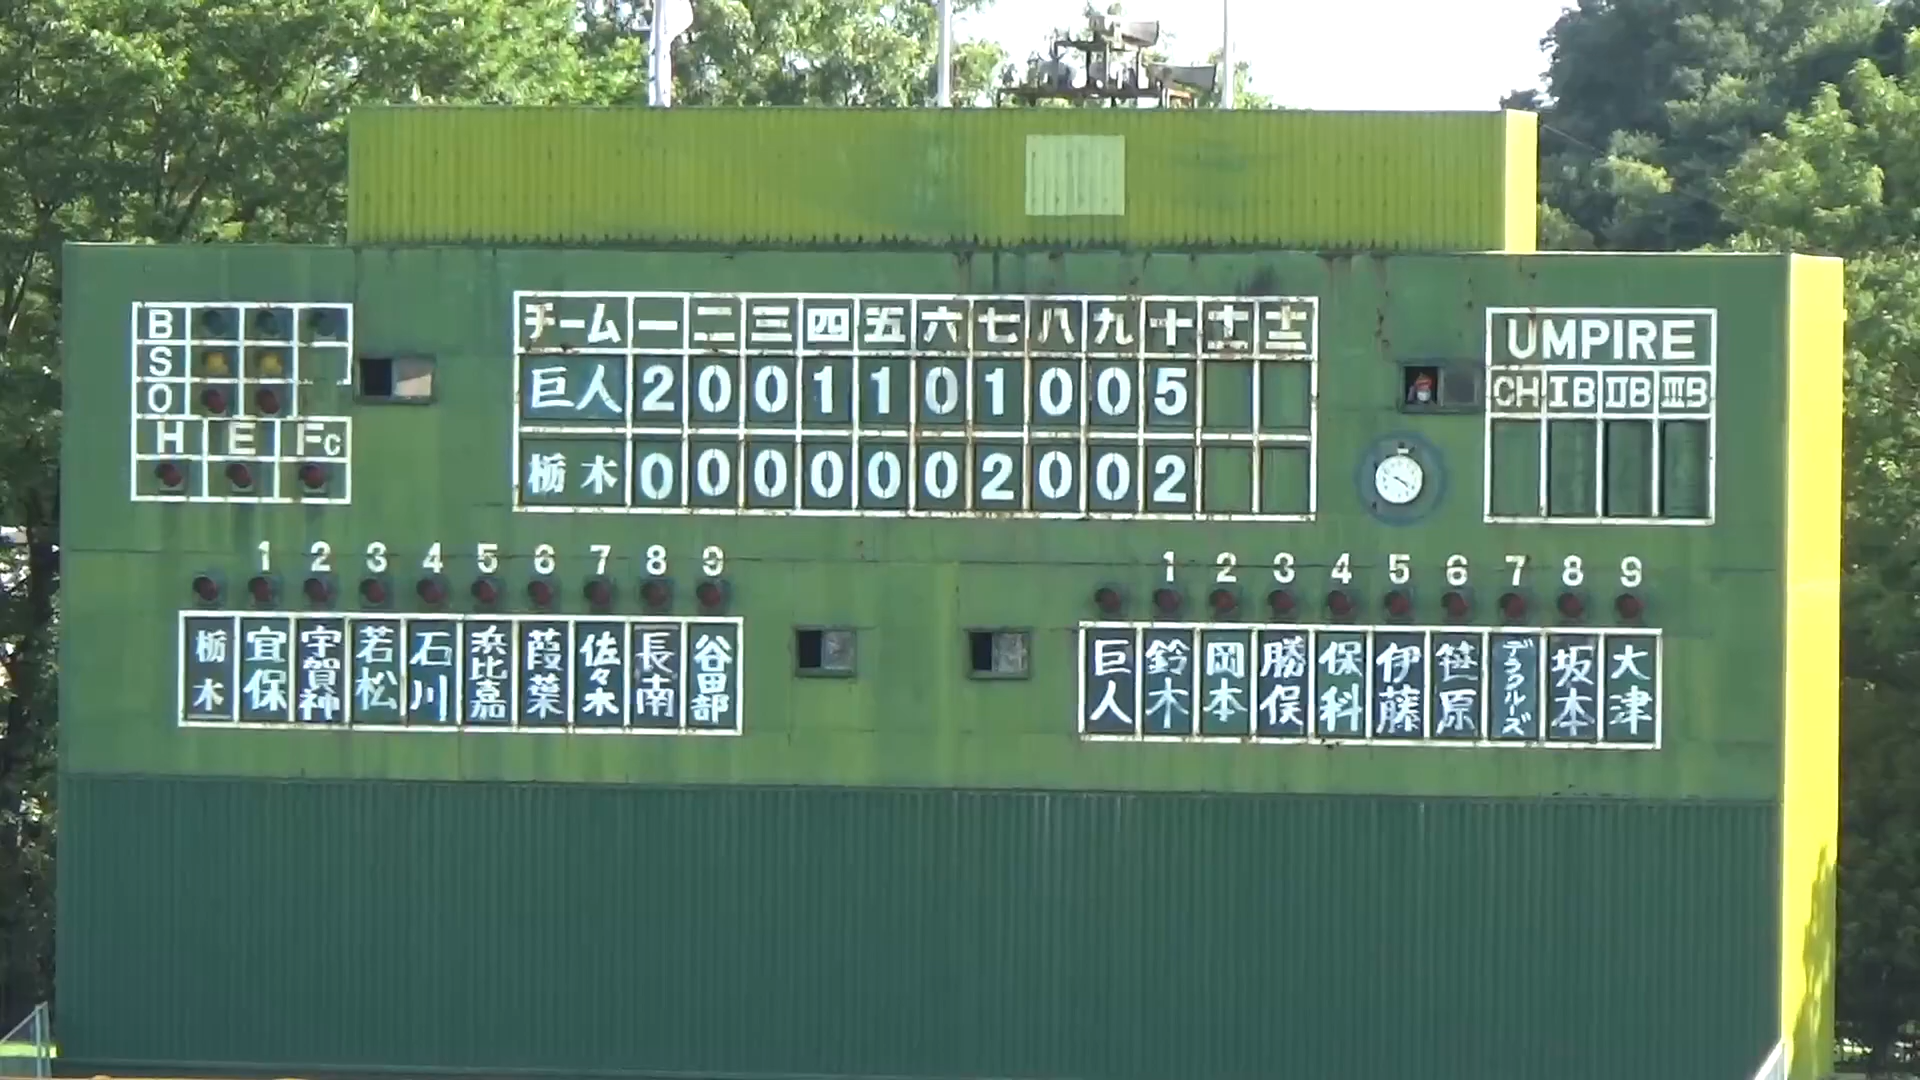 B
S
O
H E Fc
チーム 一 二 三 四 五 六 七 八 九 十 十一 十二
巨人 2 0 0 1 1 0 1 0 0 5
栃木 0 0 0 0 0 0 2 0 0 2
UMPIRE
CH ⅠB ⅡB ⅢB
1 2 3 4 5 6 7 8 9
栃木 宜保 宇賀神 若松 石川 浜比嘉 葭葉 佐々木 長南 谷田部
1 2 3 4 5 6 7 8 9
巨人 鈴木 岡本 勝俣 保科 伊藤 笹原 デラクルーズ 坂本 大津